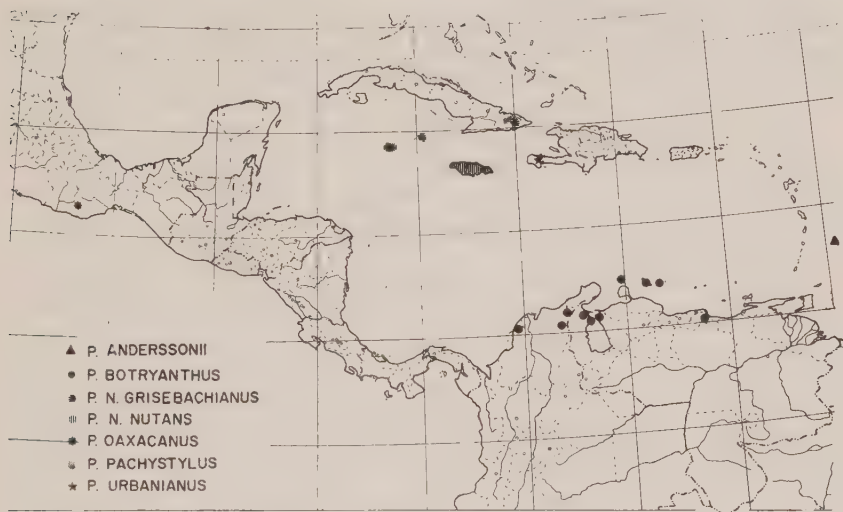 P. ANDERSSONII
P. BOTRYANTHUS
P. N. GRISEBACHIANUS
P. N. NUTANS
P. OAXACANUS
P. PACHYSTYLUS
P. URBANIANUS